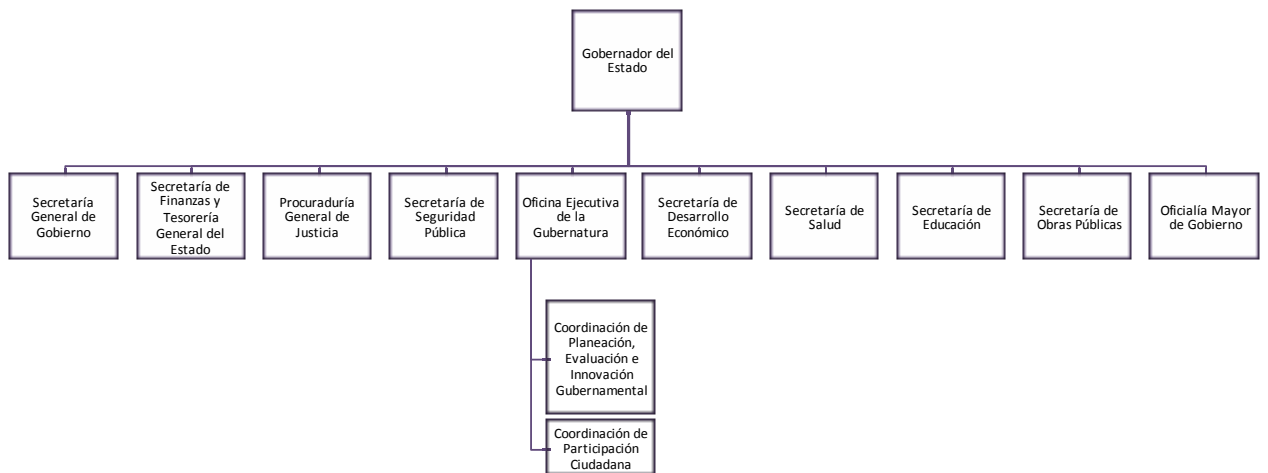 Gobernador del
Estado
Secretaría
General de
Gobierno
Secretaría de
Finanzas y
Tesorería
General del
Estado
Procuraduría
General de
Justicia
Secretaría de
Seguridad
Pública
Oficina Ejecutiva
de la
Gubernatura
Secretaría de
Desarrollo
Económico
Secretaría de
Salud
Secretaría de
Educación
Secretaría de
Obras Públicas
Oficialía Mayor
de Gobierno
Coordinación de
Planeación,
Evaluación e
Innovación
Gubernamental
Coordinación de
Participación
Ciudadana